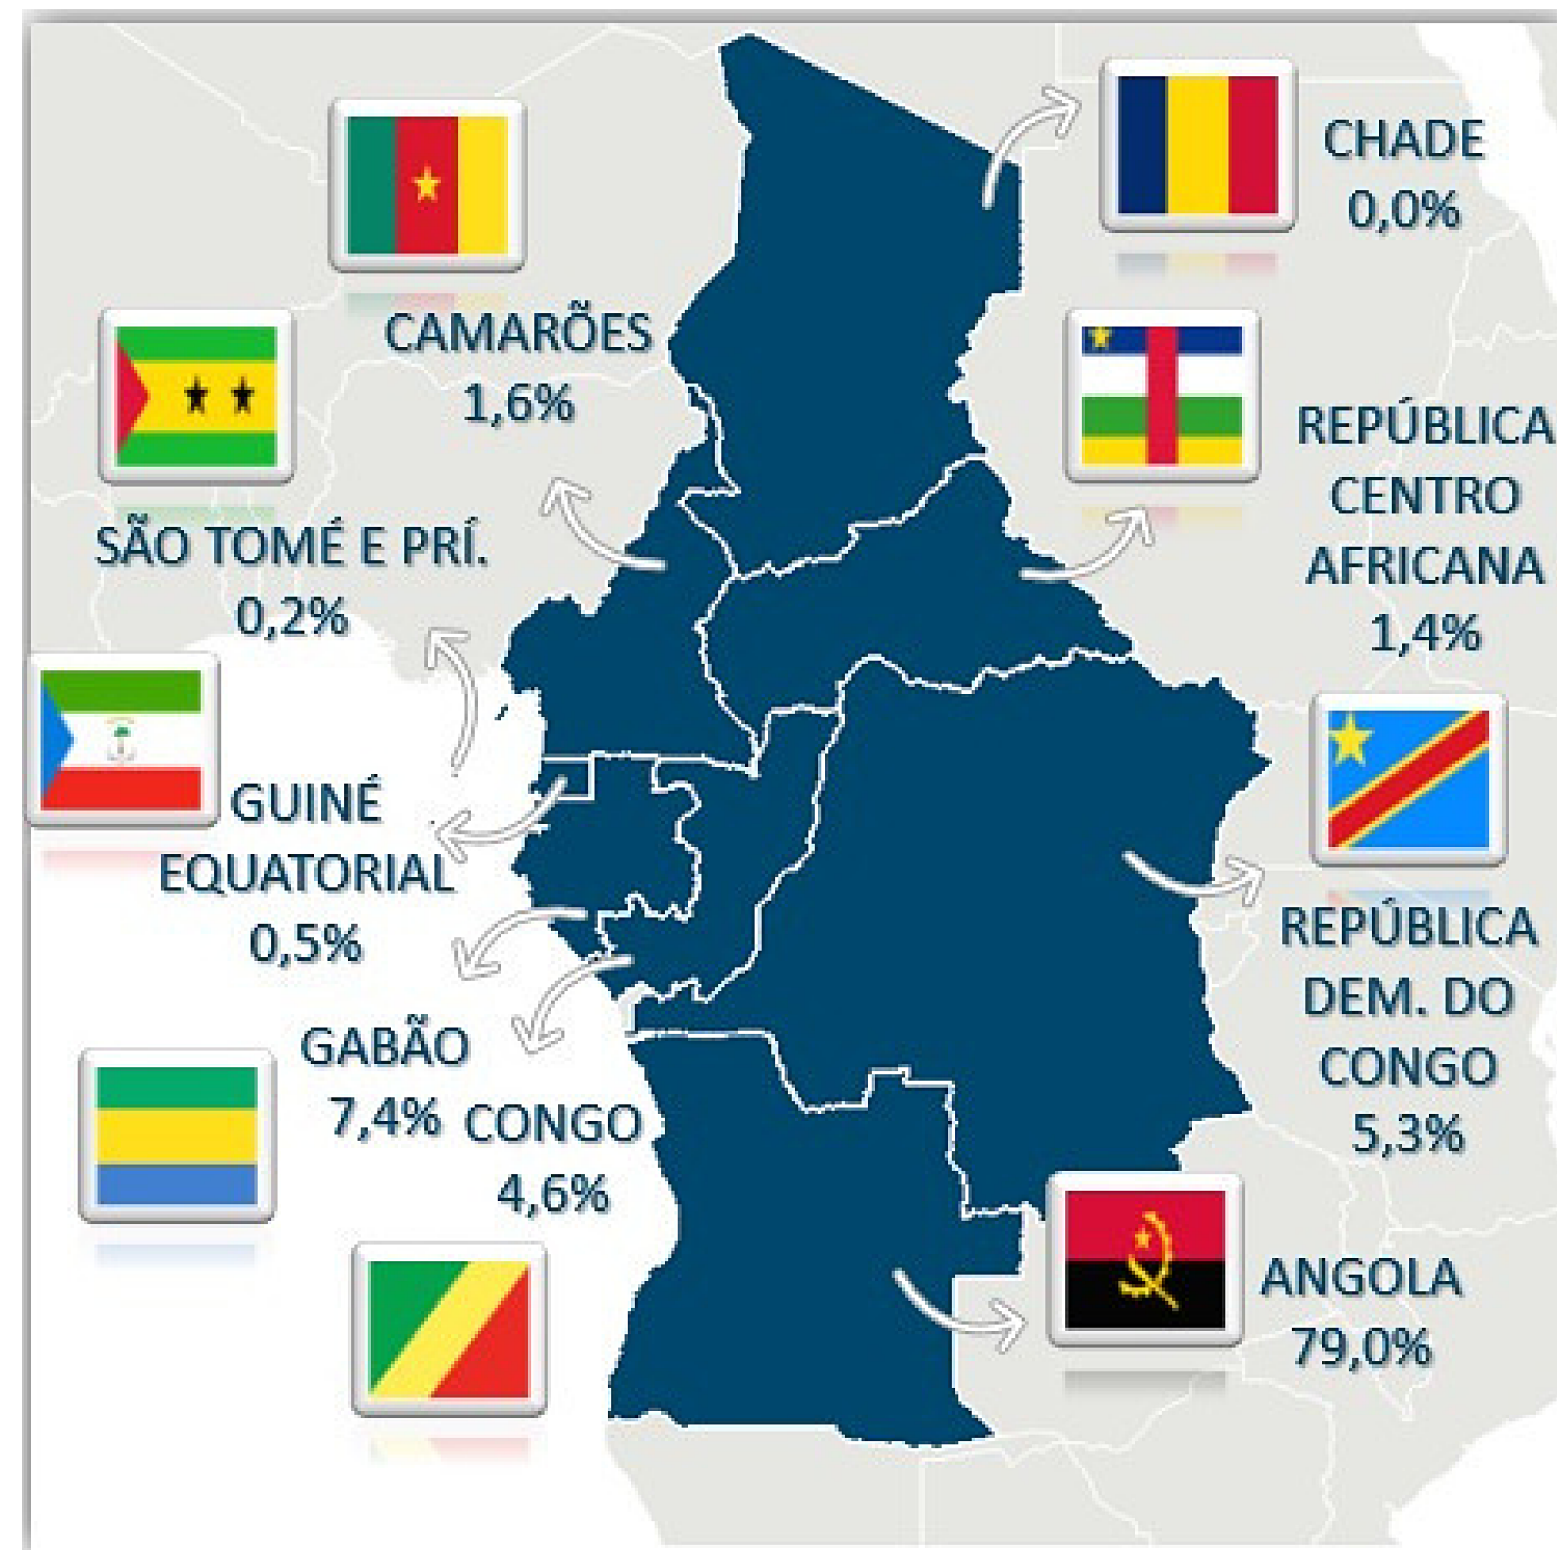 CHADE
0,0%
CAMARÕES
1,6%
REPÚBLICA
CENTRO
AFRICANA
1,4%
SÃO TOMÉ E PRÍ.
0,2%
GUINÉ
EQUATORIAL
0,5%
REPÚBLICA
DEM. DO
CONGO
5,3%
GABÃO
7,4%
CONGO
4,6%
ANGOLA
79,0%